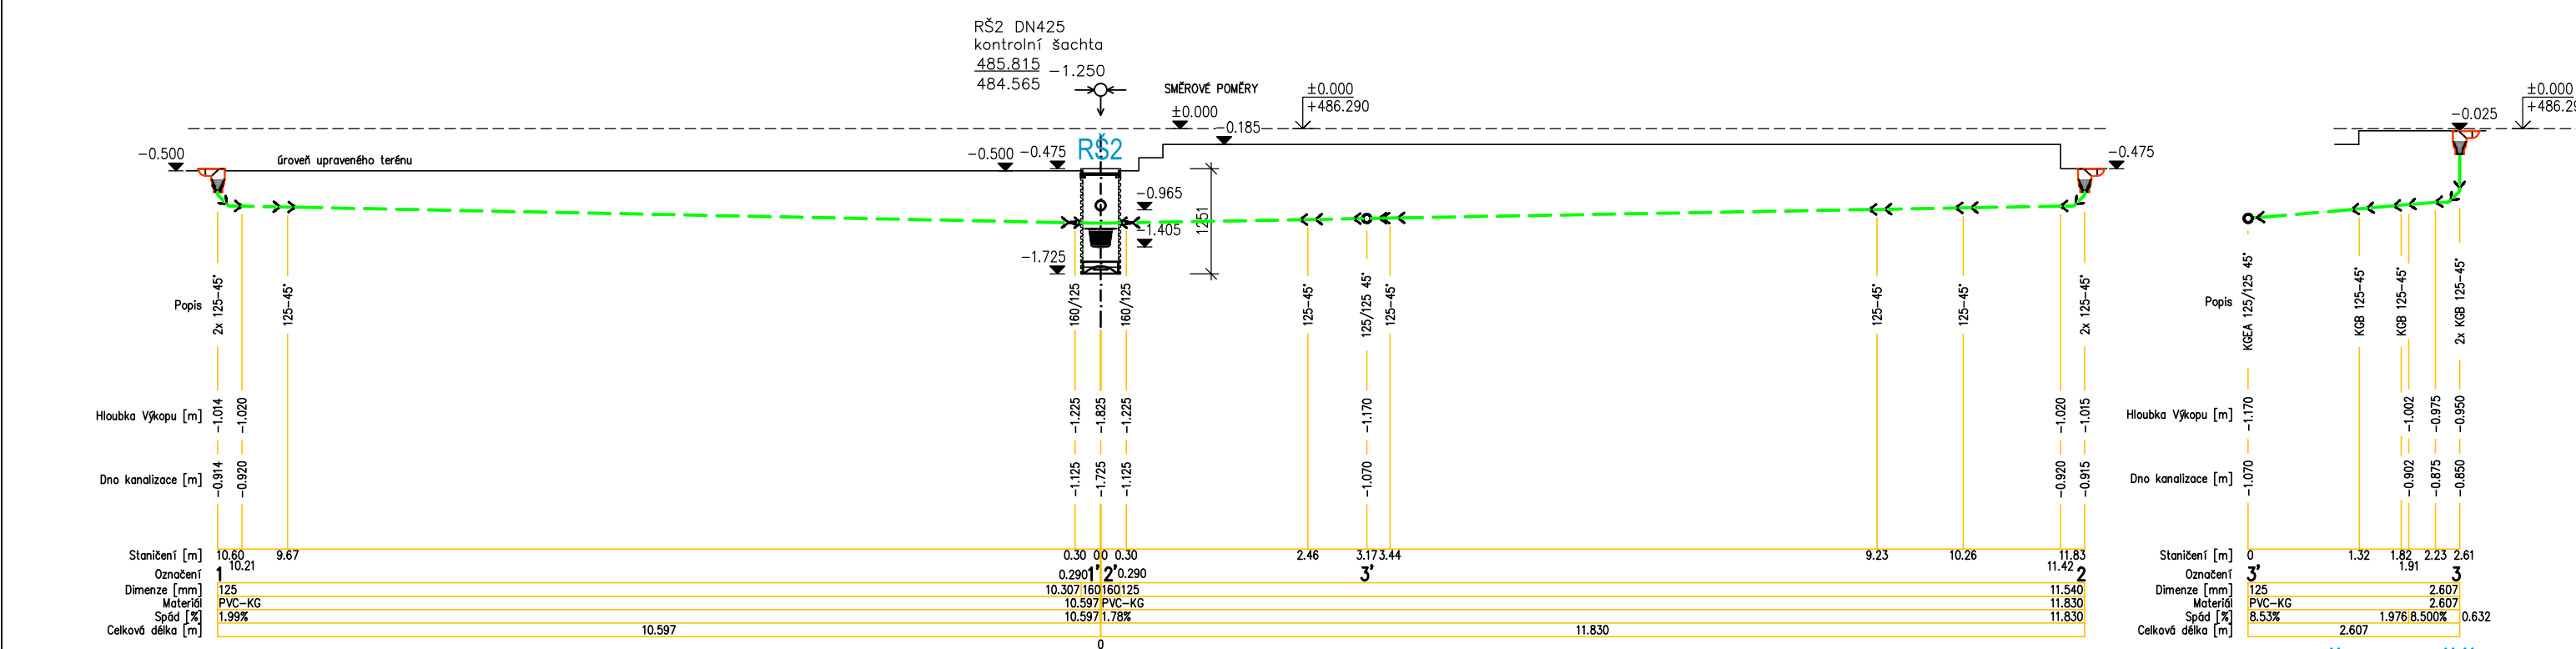 RŠ2 DN425
kontrolní šachta
485.815
484.565
-1.250
SMĚROVÉ POMĚRY
±0.000
±0.000
+486.290
-0.185
±0.000
-0.025
-0.500
úroveň upraveného terénu
-0.500
-0.475
RŠ2
-0.475
-0.965
-1.405
1251
-1.725
Popis
2x 125-45°
125-45°
160/125
160/125
125-45°
125/125 45°
125-45°
125-45°
125-45°
2x 125-45°
Popis
KGEA 125/125 45°
KGB 125-45°
KGB 125-45°
2x KGB 125-45°
Hloubka Výkopu [m]
-1.014
-1.020
-1.225
-1.825
-1.225
-1.170
-1.020
-1.015
Hloubka Výkopu [m]
-1.170
-1.002
-0.975
-0.950
Dno kanalizace [m]
-0.914
-0.920
-1.125
-1.725
-1.125
-1.070
-0.920
-0.915
Dno kanalizace [m]
-1.070
-0.902
-0.875
-0.850
Staničení [m] 10.60 10.21 9.67 0.30 00 0.30 2.46 3.17 3.44 9.23 10.26 11.42 11.83
Označení 1 0.290 1' 2' 0.290 3' 2
Dimenze [mm] 125 10.307 160 160 125 11.540
Materiál PVC-KG 10.597 PVC-KG 11.830
Spád [%] 1.99% 10.597 1.78% 11.830
Celková délka [m] 10.597 11.830
0
Staničení [m] 0 1.32 1.82 1.91 2.23 2.61
Označení 3' 3
Dimenze [mm] 125 2.607
Materiál PVC-KG 2.607
Spád [%] 8.53% 1.976 8.500% 0.632
Celková délka [m] 2.607